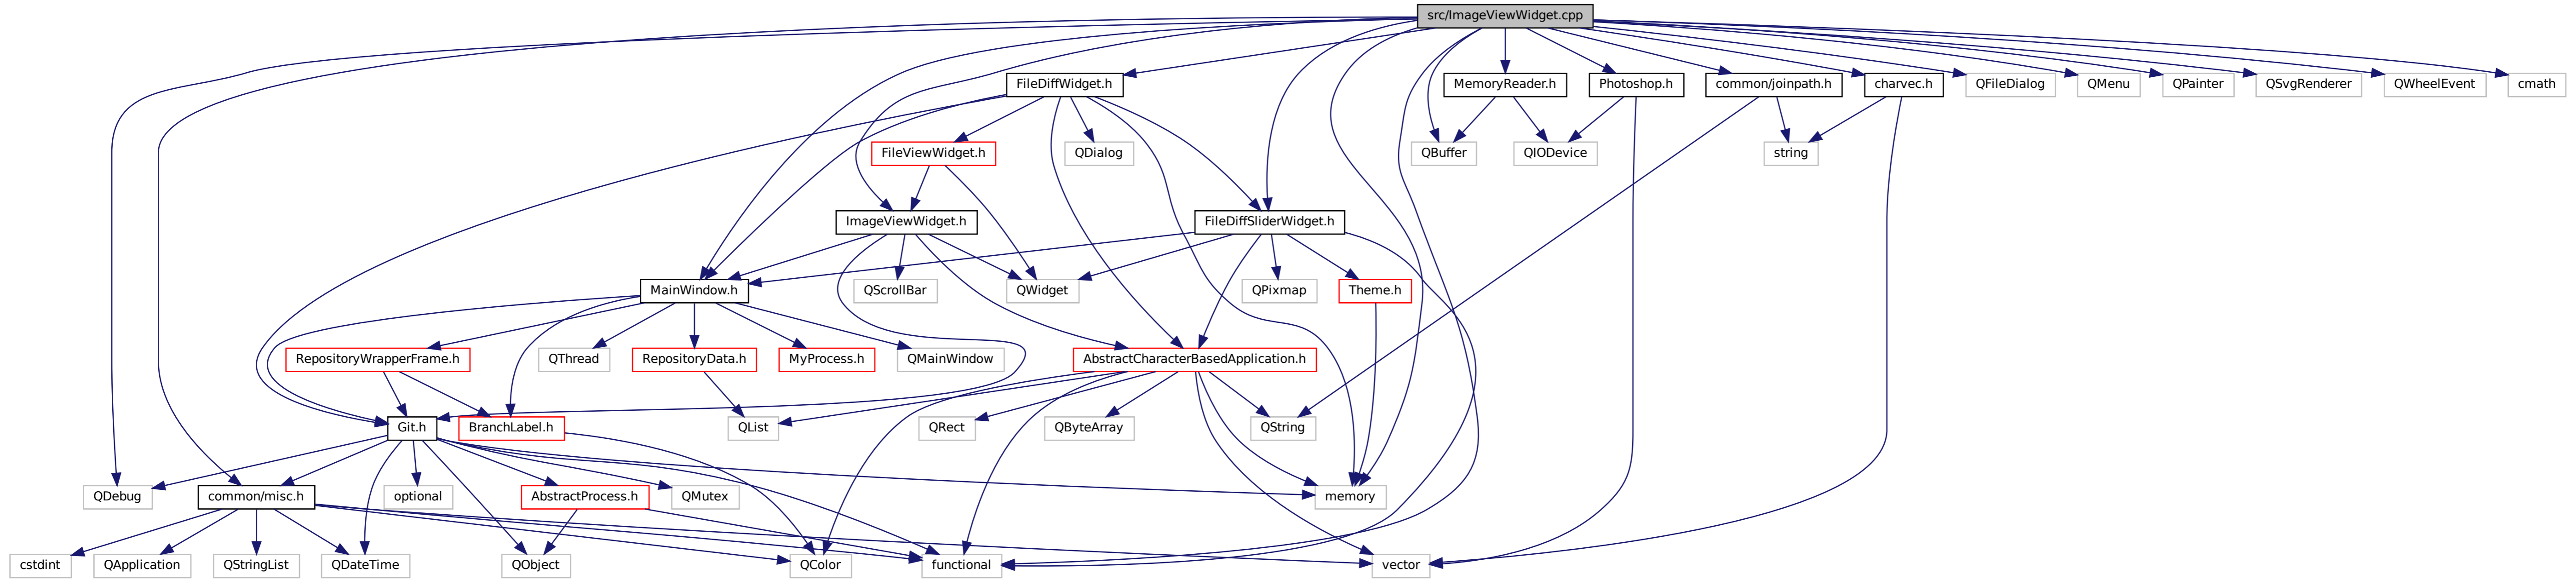 src/ImageViewWidget.cpp
FileDiffWidget.h
MemoryReader.h
Photoshop.h
common/joinpath.h
charvec.h
QFileDialog
QMenu
QPainter
QSvgRenderer
QWheelEvent
cmath
FileViewWidget.h
QDialog
QBuffer
QIODevice
string
ImageViewWidget.h
FileDiffSliderWidget.h
MainWindow.h
QScrollBar
QWidget
QPixmap
Theme.h
RepositoryWrapperFrame.h
QThread
RepositoryData.h
MyProcess.h
QMainWindow
AbstractCharacterBasedApplication.h
Git.h
BranchLabel.h
QList
QRect
QByteArray
QString
QDebug
common/misc.h
optional
AbstractProcess.h
QMutex
memory
cstdint
QApplication
QStringList
QDateTime
QObject
QColor
functional
vector